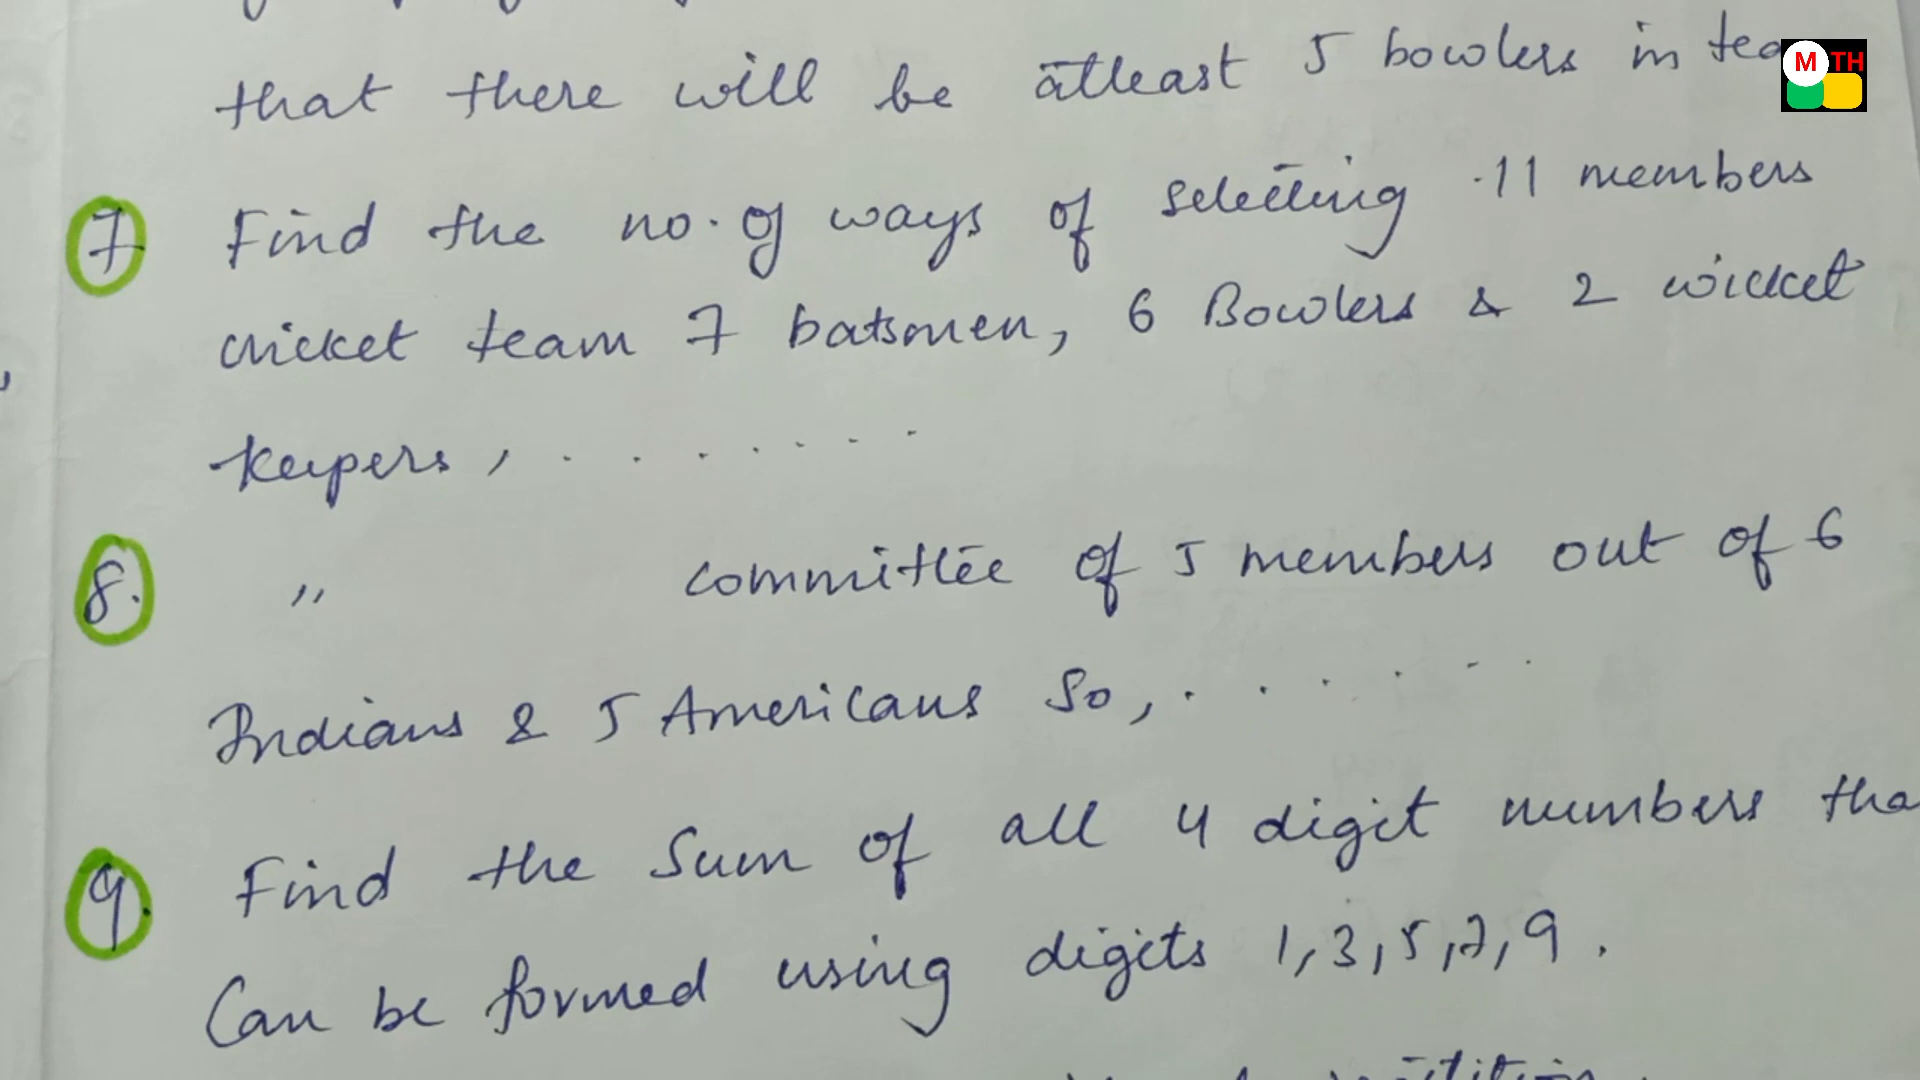 that there will be atleast 5 bowlers in tea
M TH
7 Find the no. of ways of selecting 11 members
cricket team 7 batsmen, 6 Bowlers & 2 wicket
keepers, . . . . . . .
8. " committee of 5 members out of 6
Indians & 5 Americans So, . . . . . .
9. Find the Sum of all 4 digit numbers tha
Can be formed using digits 1,3,5,7,9.